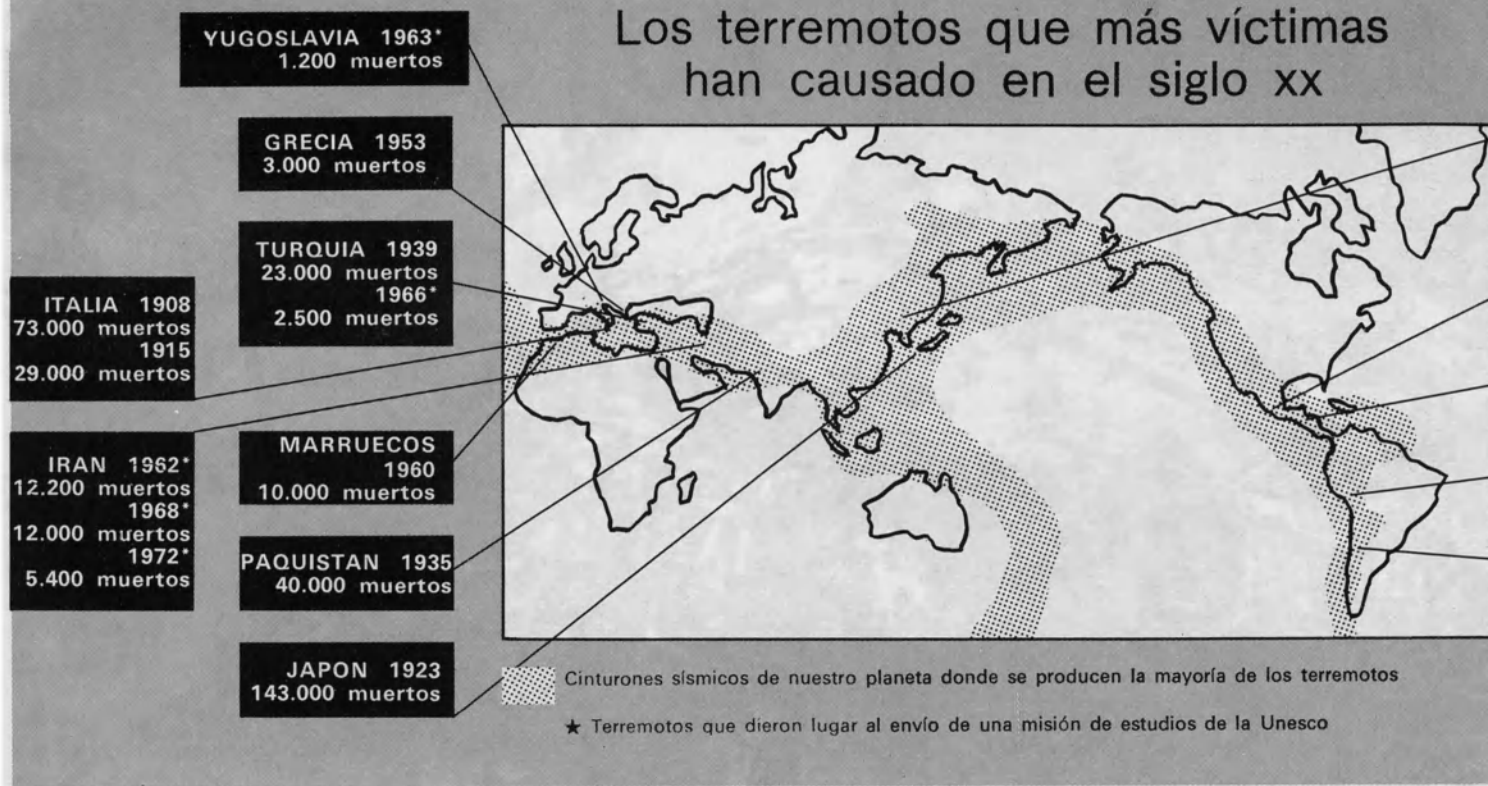 Los terremotos que más víctimas
han causado en el siglo xx
YUGOSLAVIA 1963*
1.200 muertos
GRECIA 1953
3.000 muertos
TURQUIA 1939
23.000 muertos
1966*
2.500 muertos
ITALIA 1908
73.000 muertos
1915
29.000 muertos
IRAN 1962*
12.200 muertos
1968*
12.000 muertos
1972*
5.400 muertos
MARRUECOS
1960
10.000 muertos
PAQUISTAN 1935
40.000 muertos
JAPON 1923
143.000 muertos
Cinturones sísmicos de nuestro planeta donde se producen la mayoría de los terremotos
★ Terremotos que dieron lugar al envío de una misión de estudios de la Unesco